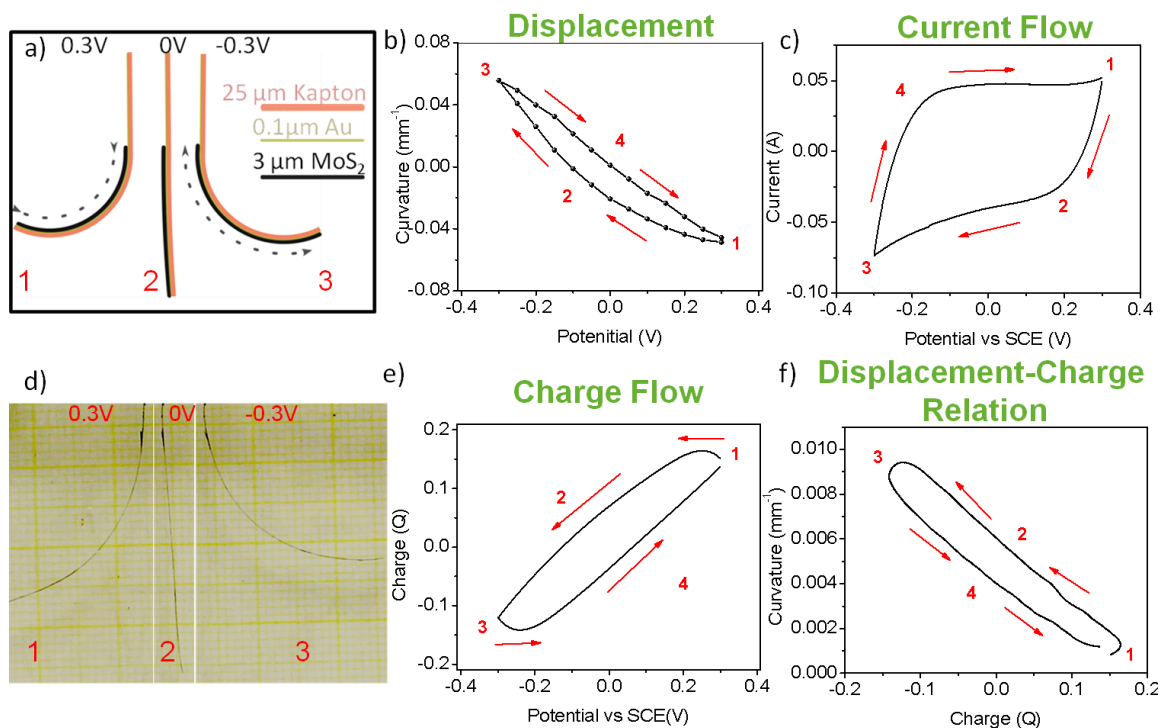 a)
0.3V 0V -0.3V
25 µm Kapton
0.1µm Au
3 µm MoS2
1 2 3
b)
Displacement
0.08
0.04
0.00
-0.04
-0.08
Curvature (mm-1)
3
4
2
1
-0.4 -0.2 0.0 0.2 0.4
Potenitial (V)
c)
Current Flow
0.05
0.00
-0.05
-0.10
Current (A)
4
1
2
3
-0.4 -0.2 0.0 0.2 0.4
Potential vs SCE (V)
d)
0.3V 0V -0.3V
1 2 3
e)
Charge Flow
0.2
0.1
0.0
-0.1
-0.2
Charge (Q)
1
2
3
4
-0.4 -0.2 0.0 0.2 0.4
Potential vs SCE(V)
f)
Displacement-Charge
Relation
0.010
0.008
0.006
0.004
0.002
0.000
Curvature (mm-1)
3
2
4
1
-0.2 -0.1 0.0 0.1 0.2
Charge (Q)